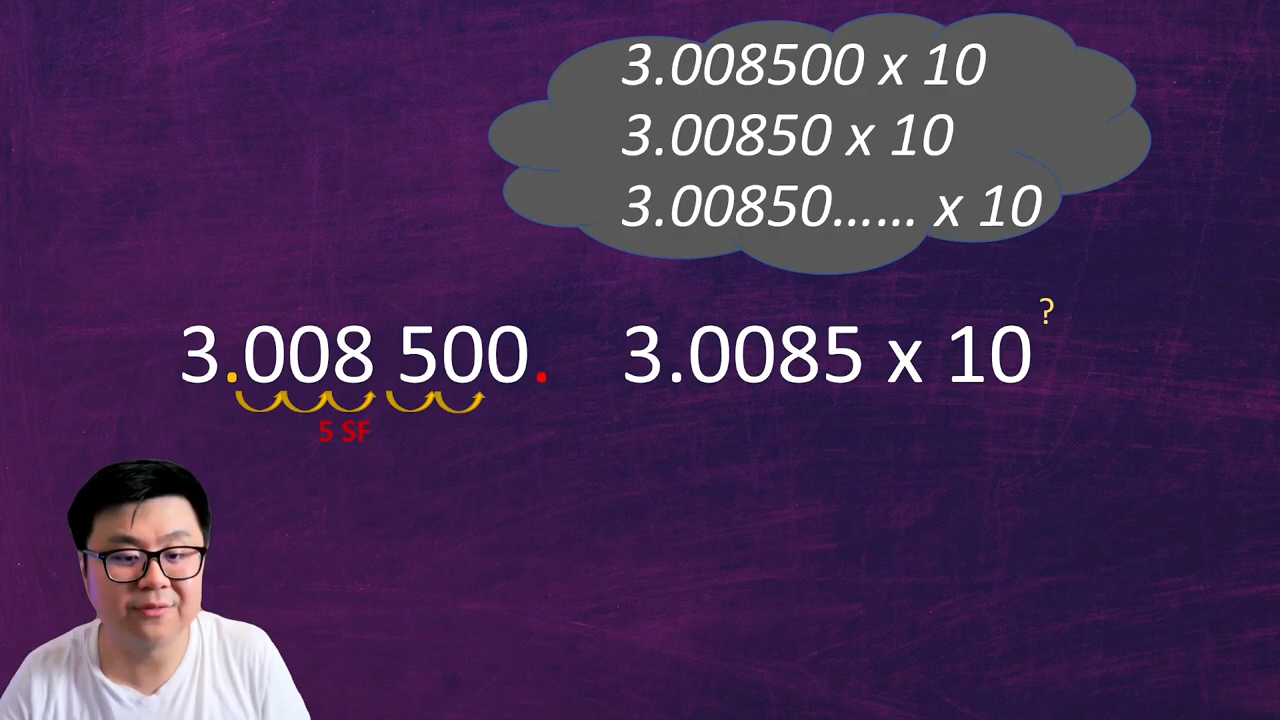 3.008500 x 10
3.00850 x 10
3.00850...... x 10
3.008 500. 3.0085 x 10?
5 SF